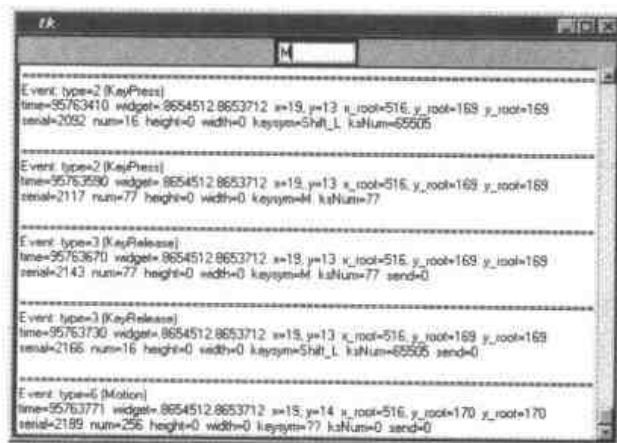 tk
M
Event: type=2 (KeyPress)
time=95763410 widget=.8654512.8653712 x=19, y=13 x_root=516, y_root=169 y_root=169
serial=2092 num=16 height=0 width=0 keysym=Shift_L ksNum=65505
Event: type=2 (KeyPress)
time=95763590 widget=.8654512.8653712 x=19, y=13 x_root=516, y_root=169 y_root=169
serial=2117 num=77 height=0 width=0 keysym=M ksNum=77
Event: type=3 (KeyRelease)
time=95763670 widget=.8654512.8653712 x=19, y=13 x_root=516, y_root=169 y_root=169
serial=2143 num=77 height=0 width=0 keysym=M ksNum=77 send=0
Event: type=3 (KeyRelease)
time=95763730 widget=.8654512.8653712 x=19, y=13 x_root=516, y_root=169 y_root=169
serial=2166 num=16 height=0 width=0 keysym=Shift_L ksNum=65505 send=0
Event: type=6 (Motion)
time=95763771 widget=.8654512.8653712 x=19, y=14 x_root=516, y_root=170 y_root=170
serial=2189 num=256 height=0 width=0 keysym=?? ksNum=0 send=0